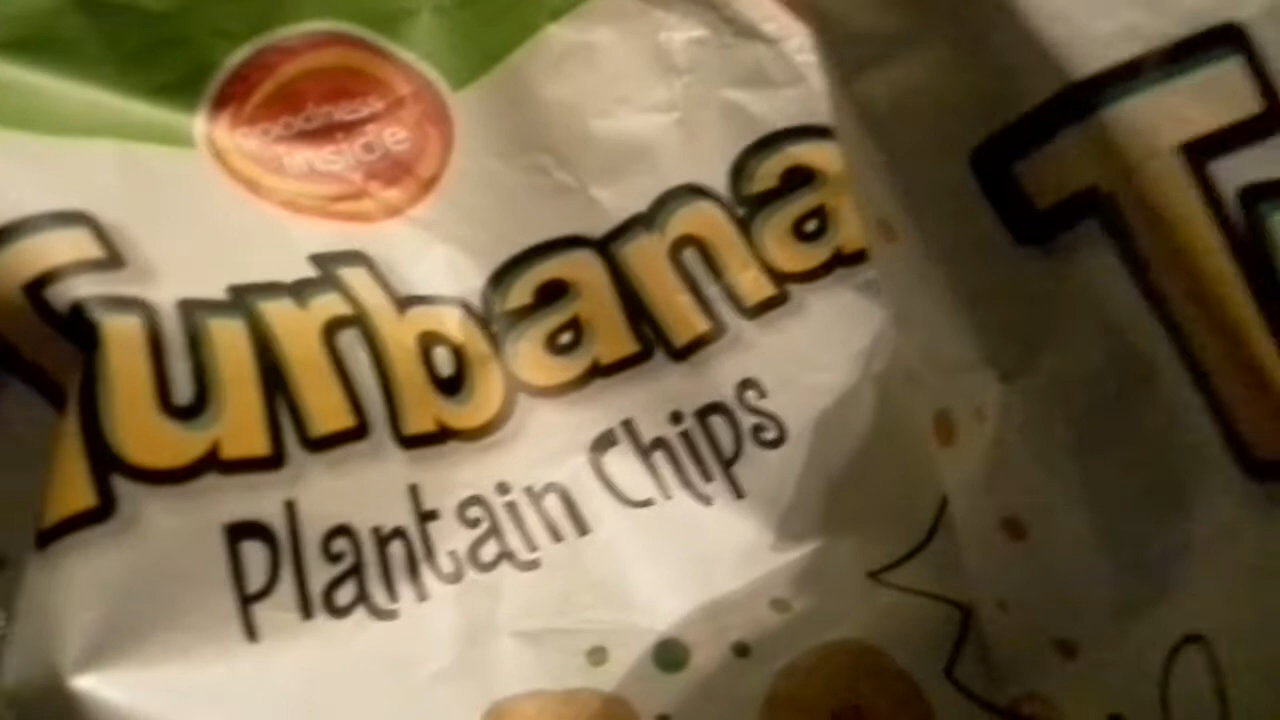 goodness
inside
Turbana
Plantain Chips
T